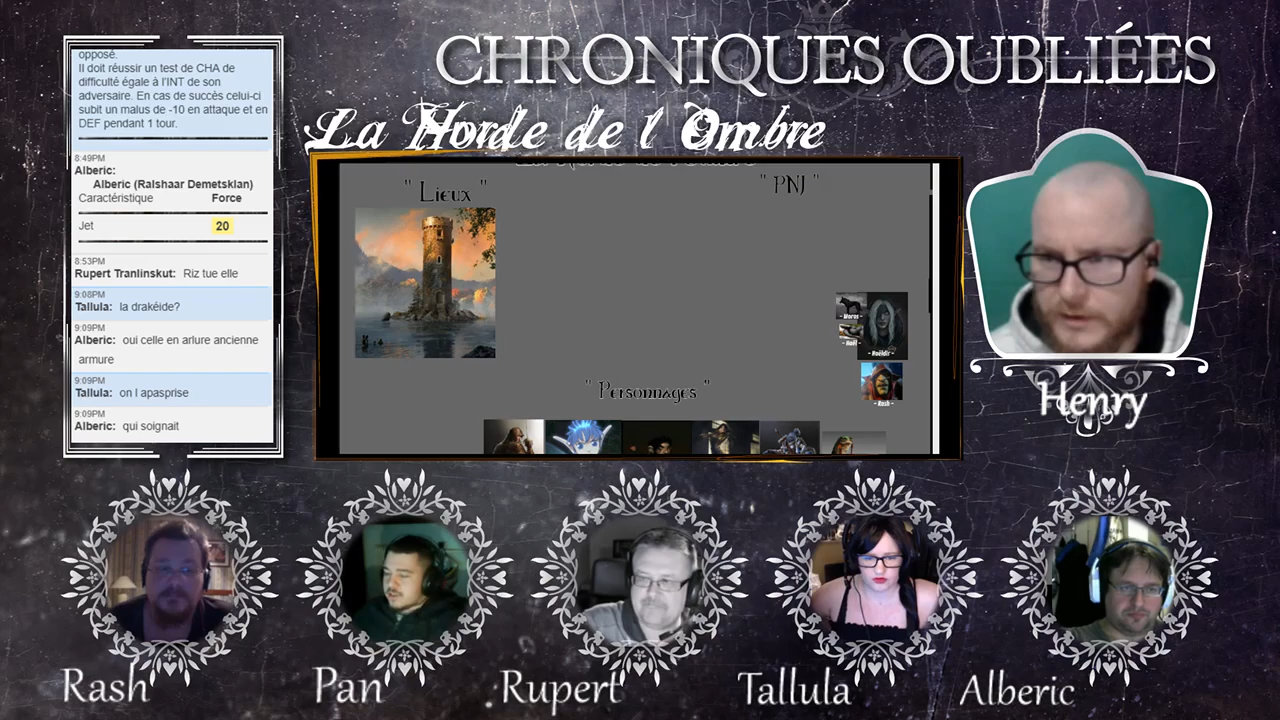 CHRONIQUES OUBLIÉES
La Horde de l Ombre
opposé.
Il doit réussir un test de CHA de
difficulté égale à l'INT de son
adversaire. En cas de succès celui-ci
subit un malus de -10 en attaque et en
DEF pendant 1 tour.
8:49PM
Alberic:
Alberic (Ralshaar Demetsklan)
Caractéristique Force
Jet 20
8:53PM
Rupert Tranlinskut: Riz tue elle
9:08PM
Tallula: la drakéide?
9:09PM
Alberic: oui celle en arlure ancienne
armure
9:09PM
Tallula: on l apasprise
9:09PM
Alberic: qui soignait
" Lieux "
" PNJ "
~ Moros ~
~ Noël ~
~ Noëldir ~
~ Rash ~
" Personnages "
Henry
Rash
Pan
Rupert
Tallula
Alberic